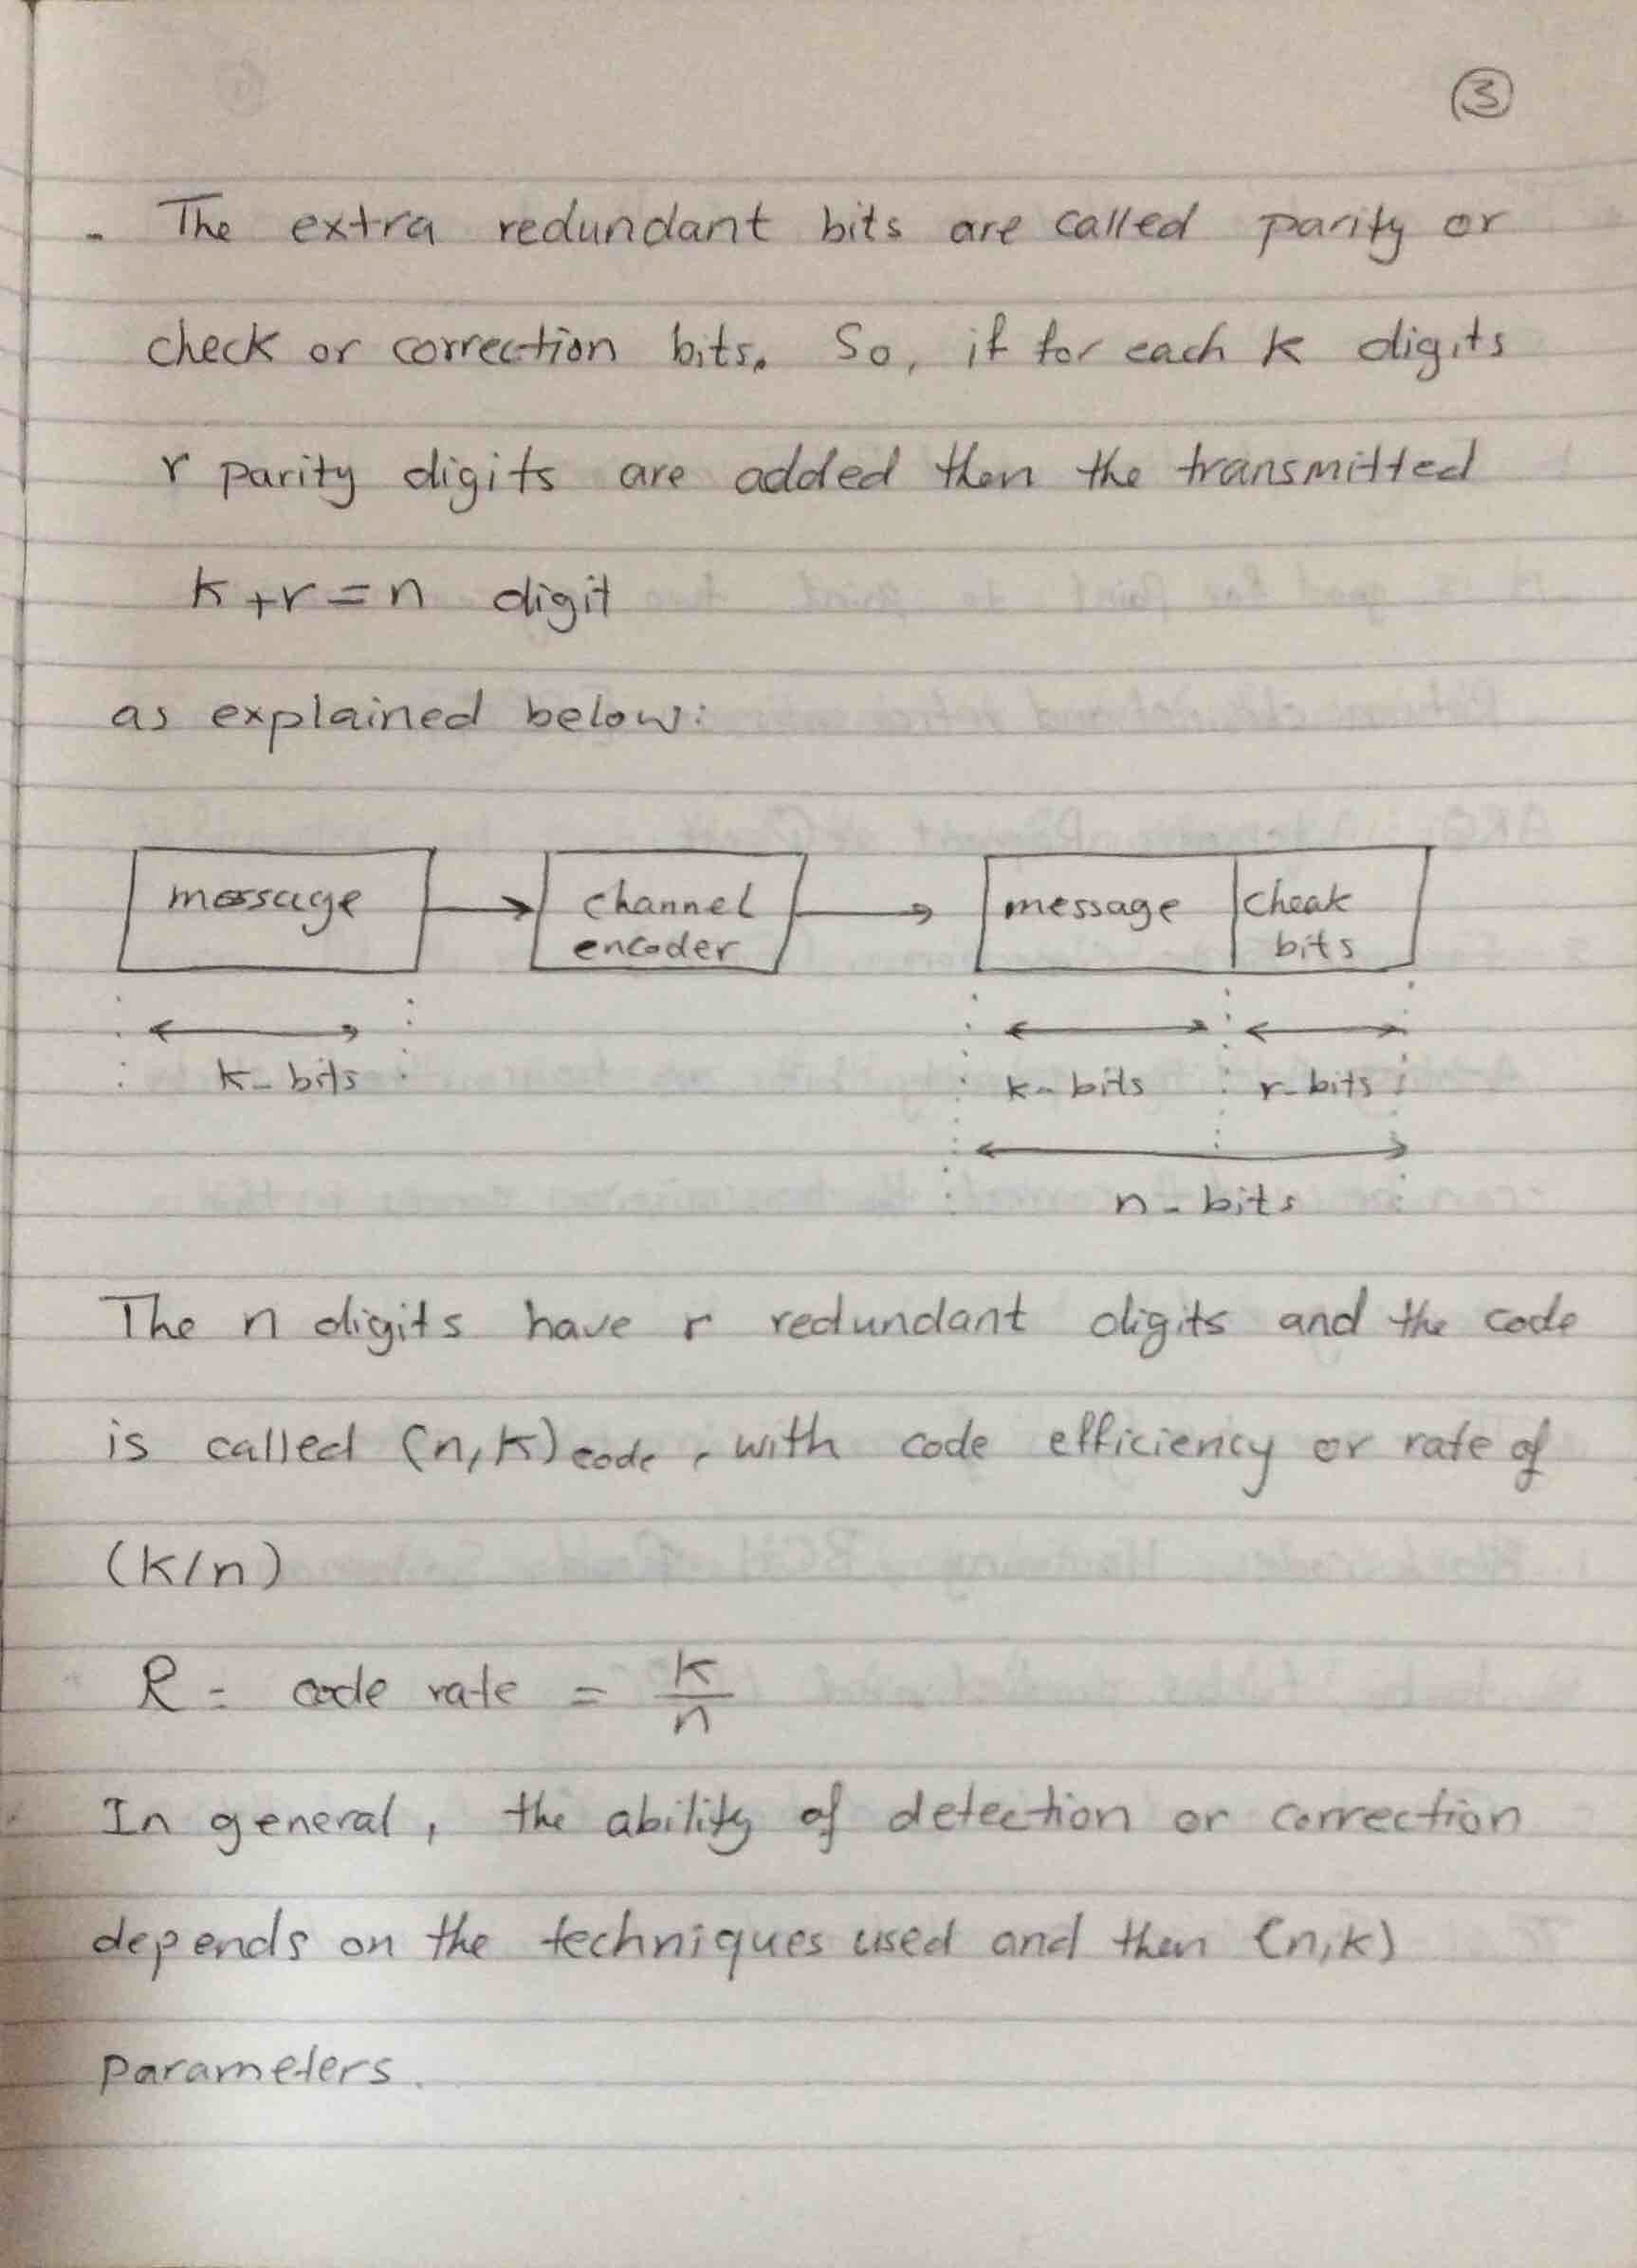 3
- The extra redundant bits are called parity or
check or correction bits. So, if for each k digits
r parity digits are added then the transmitted
k+r=n digit
as explained below:
message channel message cheak
encoder bits
k-bits k-bits r-bits
n-bits
The n digits have r redundant digits and the code
is called (n,k) code, with code efficiency or rate of
(k/n)
R = code rate = k/n
In general, the ability of detection or correction
depends on the techniques used and then (n,k)
parameters.